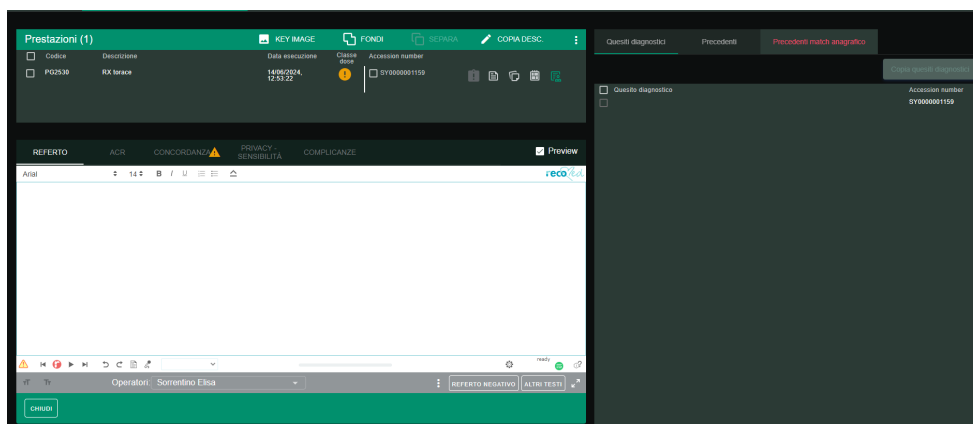 Prestazioni (1)
KEY IMAGE
FONDI
SEPARA
COPIA DESC.
Codice
Descrizione
Data esecuzione
Classe dose
Accession number
PG2530
RX torace
14/06/2024, 12:53:22
SY0000001159
REFERTO
ACR
CONCORDANZA
PRIVACY - SENSIBILITÀ
COMPLICANZE
Preview
Arial
14
B
I
U
ready
Operatori:
Sorrentino Elisa
REFERTO NEGATIVO
ALTRI TESTI
CHIUDI
Quesiti diagnostici
Precedenti
Precedenti match anagrafico
Copia quesiti diagnostici
Quesito diagnostico
Accession number
SY0000001159